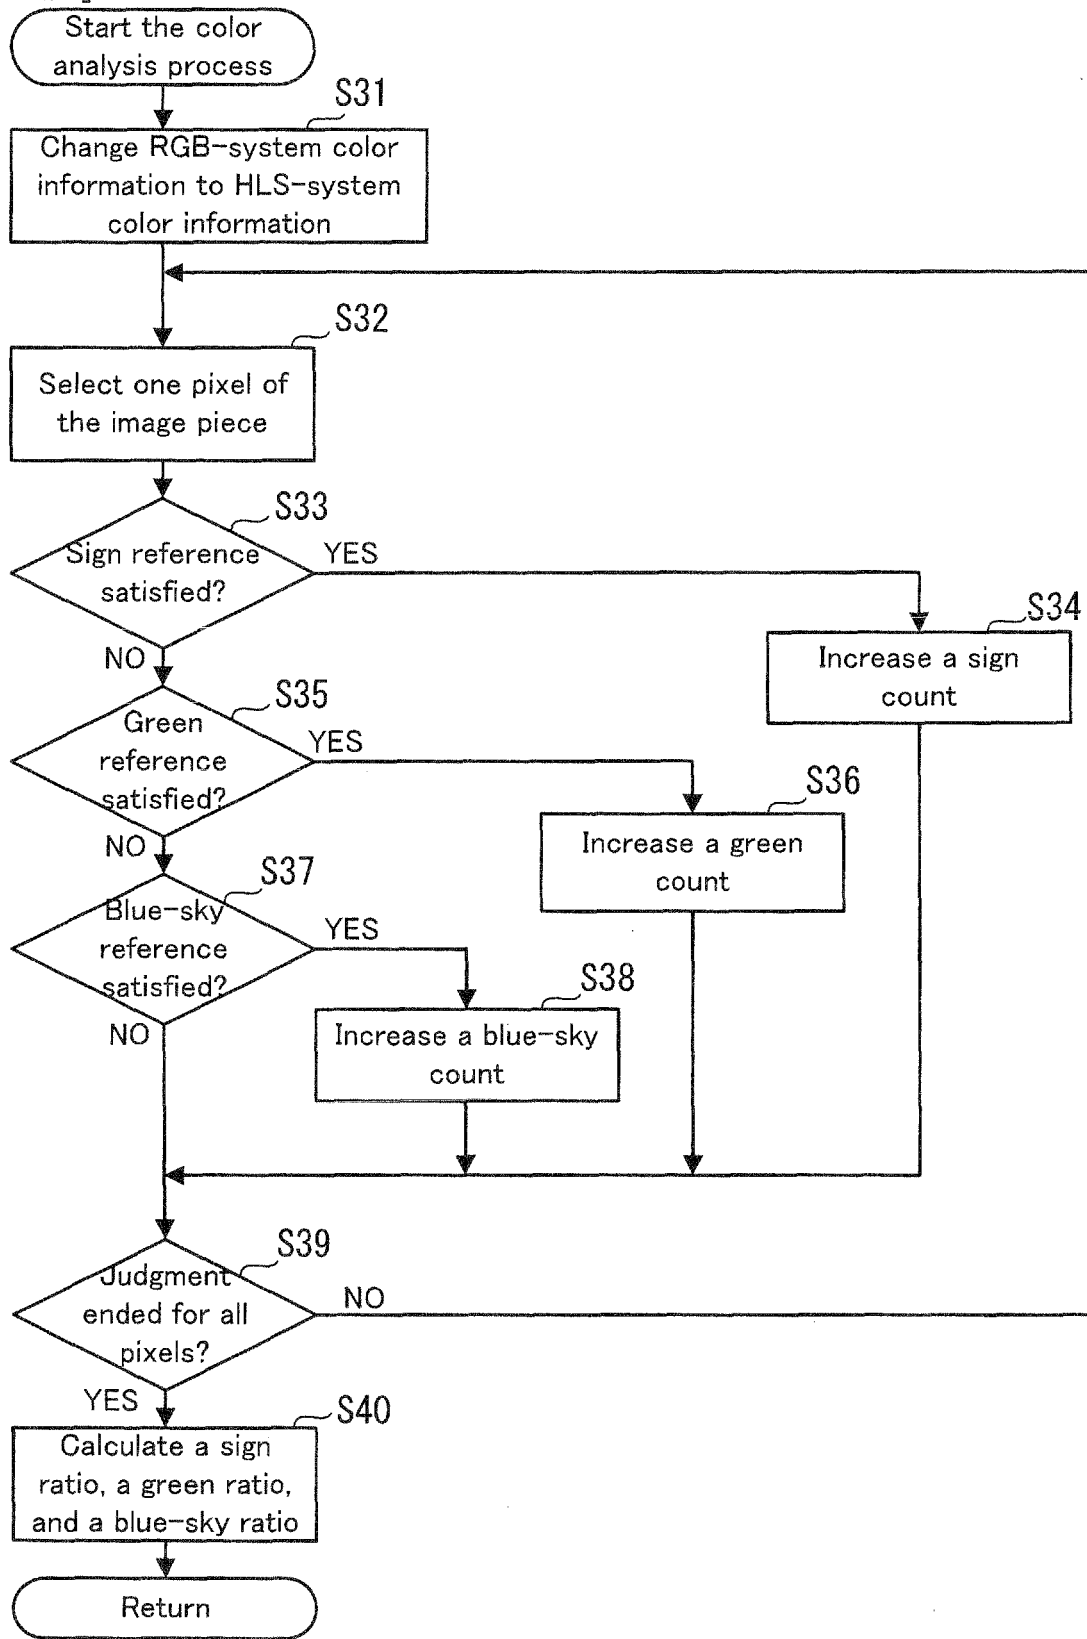 Start the color
analysis process
S31
Change RGB-system color
information to HLS-system
color information
S32
Select one pixel of
the image piece
S33
Sign reference
satisfied?
YES
NO
S34
Increase a sign
count
S35
Green
reference
satisfied?
YES
NO
S36
Increase a green
count
S37
Blue-sky
reference
satisfied?
YES
NO
S38
Increase a blue-sky
count
S39
Judgment
ended for all
pixels?
NO
YES
S40
Calculate a sign
ratio, a green ratio,
and a blue-sky ratio
Return